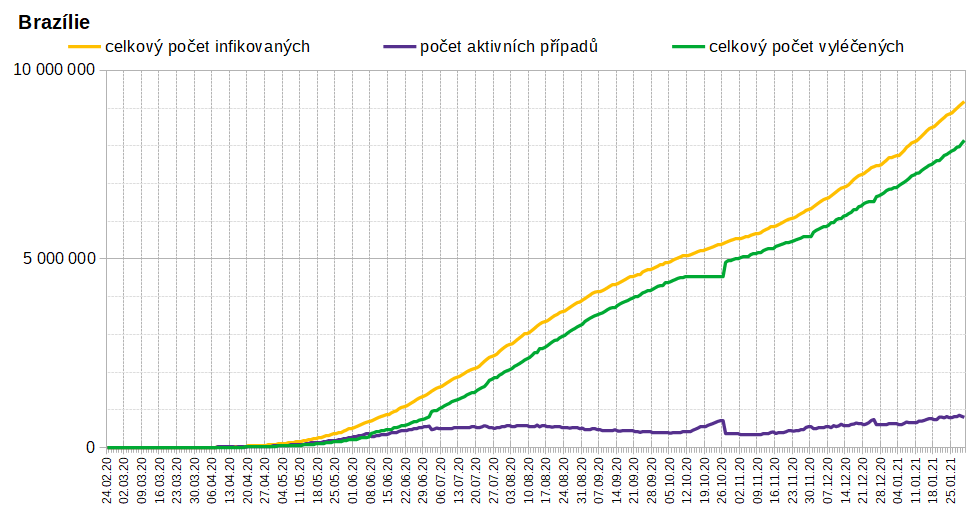 Brazílie
celkový počet infikovaných počet aktivních případů celkový počet vyléčených
10 000 000
5 000 000
0
24.02.20 02.03.20 09.03.20 16.03.20 23.03.20 30.03.20 06.04.20 13.04.20 20.04.20 27.04.20 04.05.20 11.05.20 18.05.20 25.05.20 01.06.20 08.06.20 15.06.20 22.06.20 29.06.20 06.07.20 13.07.20 20.07.20 27.07.20 03.08.20 10.08.20 17.08.20 24.08.20 31.08.20 07.09.20 14.09.20 21.09.20 28.09.20 05.10.20 12.10.20 19.10.20 26.10.20 02.11.20 09.11.20 16.11.20 23.11.20 30.11.20 07.12.20 14.12.20 21.12.20 28.12.20 04.01.21 11.01.21 18.01.21 25.01.21